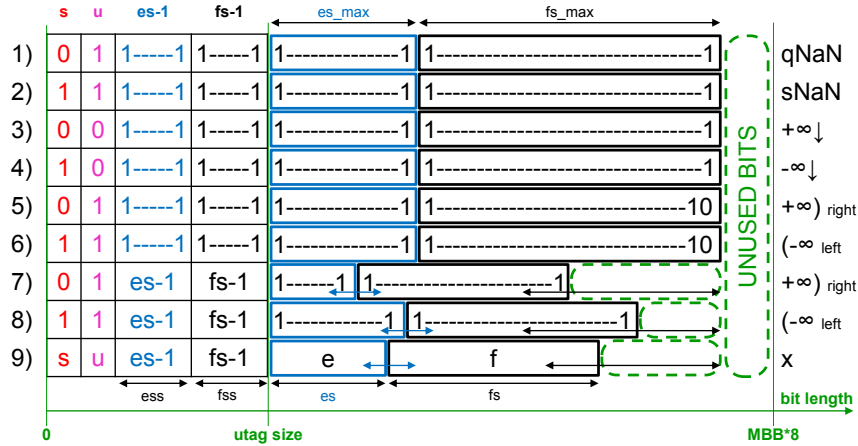 s u es-1 fs-1 es_max fs_max
1) 0 1 1-----1 1-----1 1--------------1 1-----------------------------1 qNaN
2) 1 1 1-----1 1-----1 1--------------1 1-----------------------------1 sNaN
3) 0 0 1-----1 1-----1 1--------------1 1-----------------------------1 +∞↓
4) 1 0 1-----1 1-----1 1--------------1 1-----------------------------1 -∞↓
5) 0 1 1-----1 1-----1 1--------------1 1---------------------------10 +∞) right
6) 1 1 1-----1 1-----1 1--------------1 1---------------------------10 (-∞ left
7) 0 1 es-1 fs-1 1-------1 1--------------------1 +∞) right
8) 1 1 es-1 fs-1 1-------------1 1----------------------1 (-∞ left
9) s u es-1 fs-1 e f x
UNUSED BITS
ess fss es fs
bit length
0 utag size MBB*8